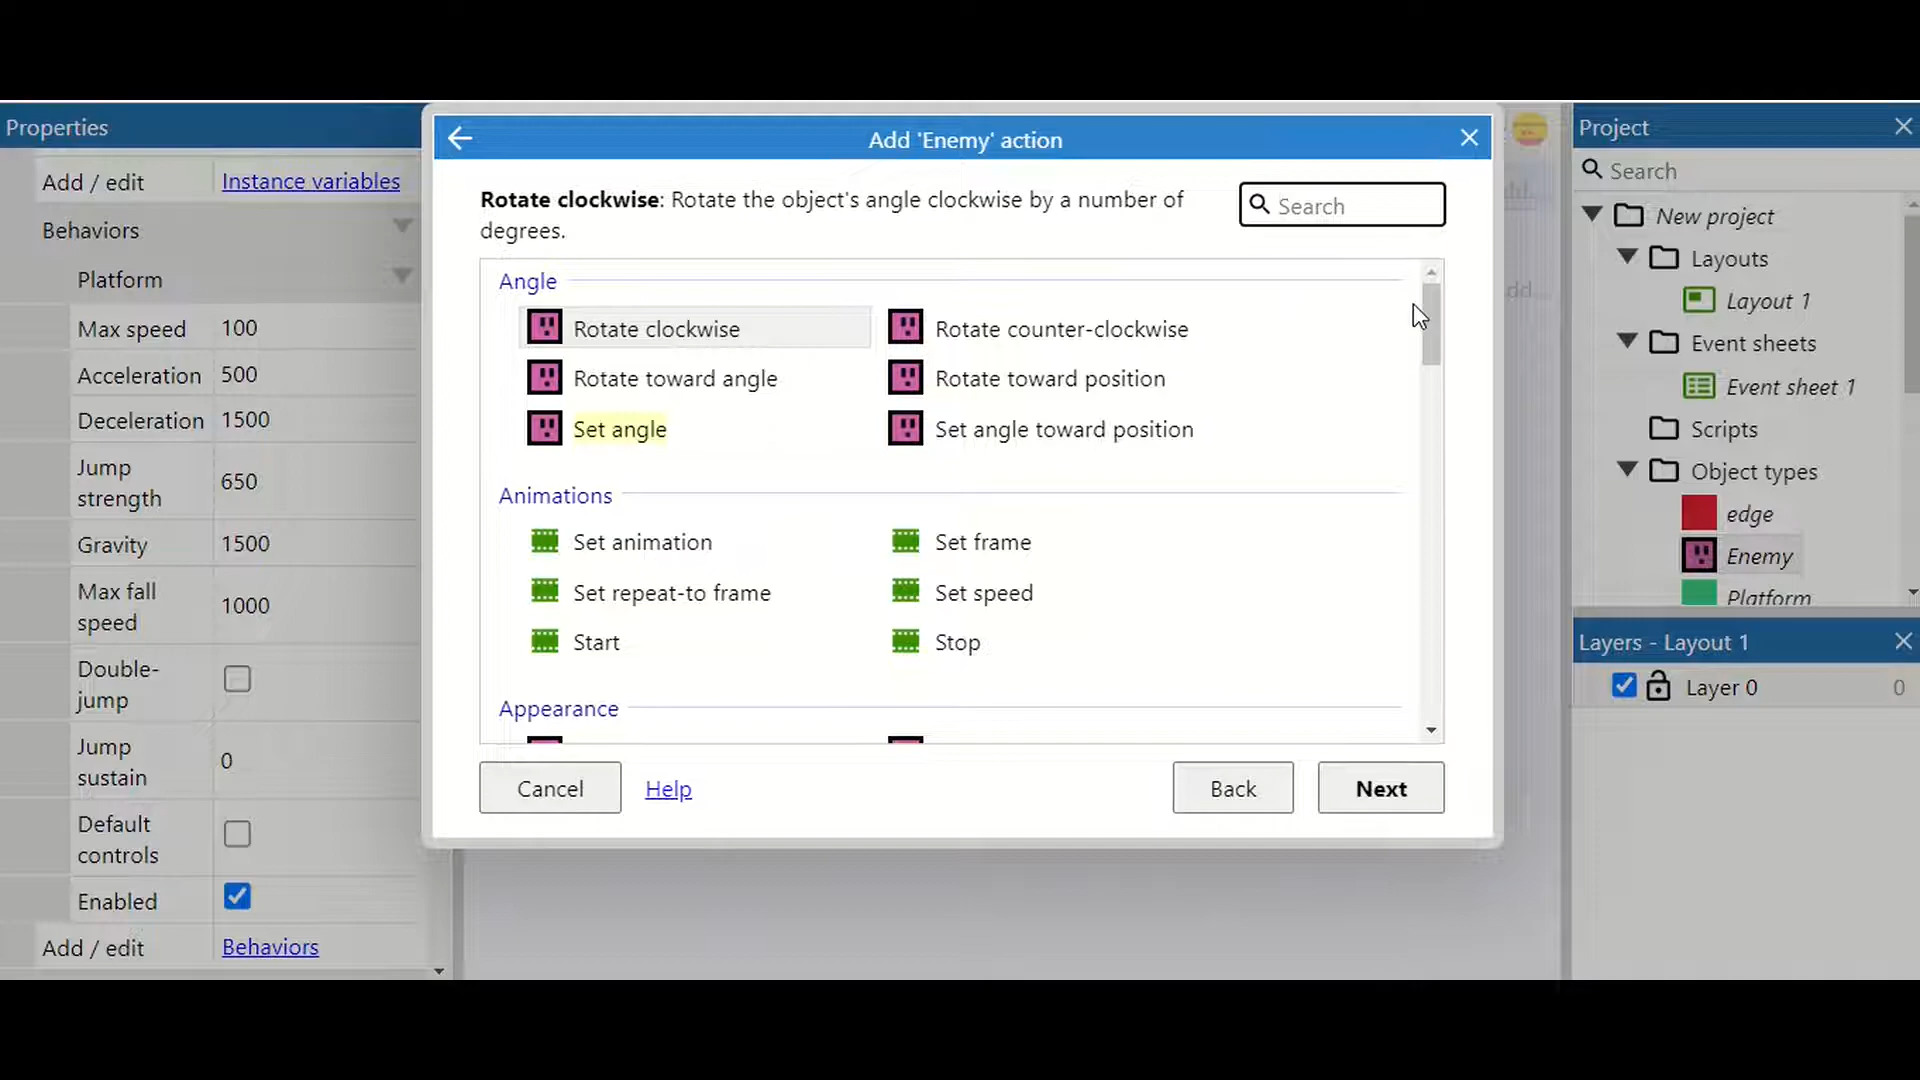 Properties
Add / edit
Instance variables
Behaviors
Platform
Max speed
100
Acceleration
500
Deceleration
1500
Jump
strength
650
Gravity
1500
Max fall
speed
1000
Double-
jump
Jump
sustain
0
Default
controls
Enabled
Add / edit
Behaviors
Add 'Enemy' action
Rotate clockwise: Rotate the object's angle clockwise by a number of
degrees.
Search
Angle
Rotate clockwise
Rotate counter-clockwise
Rotate toward angle
Rotate toward position
Set angle
Set angle toward position
Animations
Set animation
Set frame
Set repeat-to frame
Set speed
Start
Stop
Appearance
Cancel
Help
Back
Next
Project
Search
New project
Layouts
Layout 1
Event sheets
Event sheet 1
Scripts
Object types
edge
Enemy
Platform
Layers - Layout 1
Layer 0
0